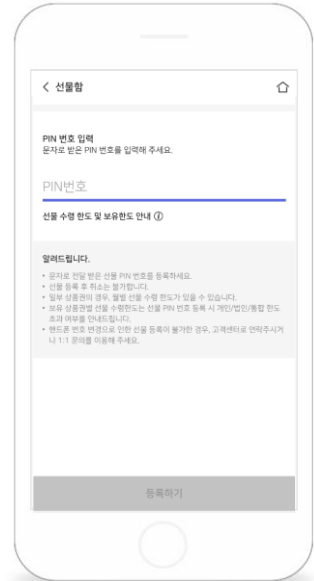 선물함
PIN 번호 입력
문자로 받은 PIN 번호를 입력해 주세요.
PIN번호
선물 수령 한도 및 보유한도 안내 ⓘ
알려드립니다.
• 문자로 전달 받은 선물 PIN 번호를 등록하세요.
• 선물 등록 후 취소는 불가합니다.
• 일부 상품권의 경우, 월별 선물 수령 한도가 있을 수 있습니다.
• 보유 상품권별 선물 수령한도는 선물 PIN 번호 등록 시 개인/법인/통합 한도
초과 여부를 안내드립니다.
• 핸드폰 번호 변경으로 인한 선물 등록이 불가한 경우, 고객센터로 연락주시거
나 1:1 문의를 이용해 주세요.
등록하기